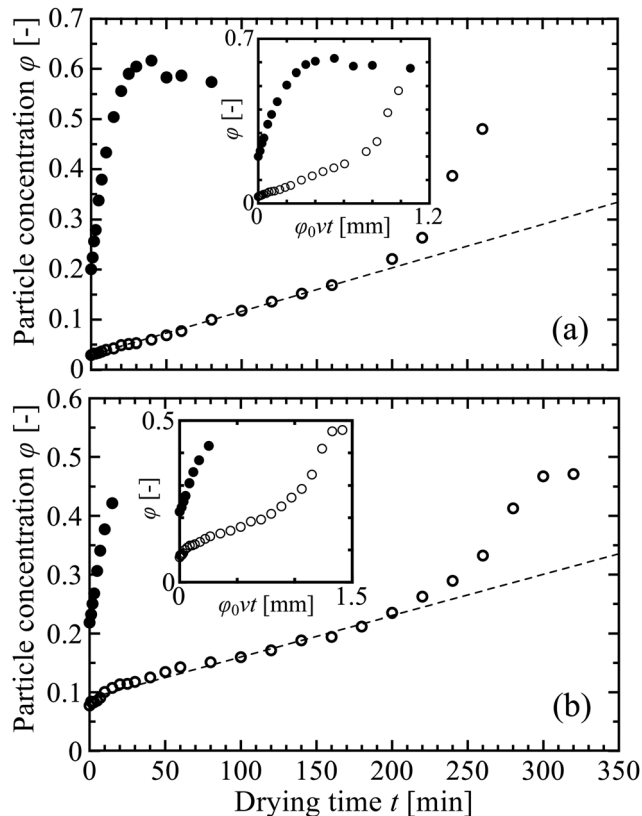 0.7
0.6
0.5
0.4
0.3
0.2
0.1
0
Particle concentration φ [-]
0.7
φ [-]
0
0 1.2
φ₀vt [mm]
(a)
0.6
0.5
0.4
0.3
0.2
0.1
0
Particle concentration φ [-]
0.5
φ [-]
0
0 1.5
φ₀vt [mm]
(b)
0 50 100 150 200 250 300 350
Drying time t [min]